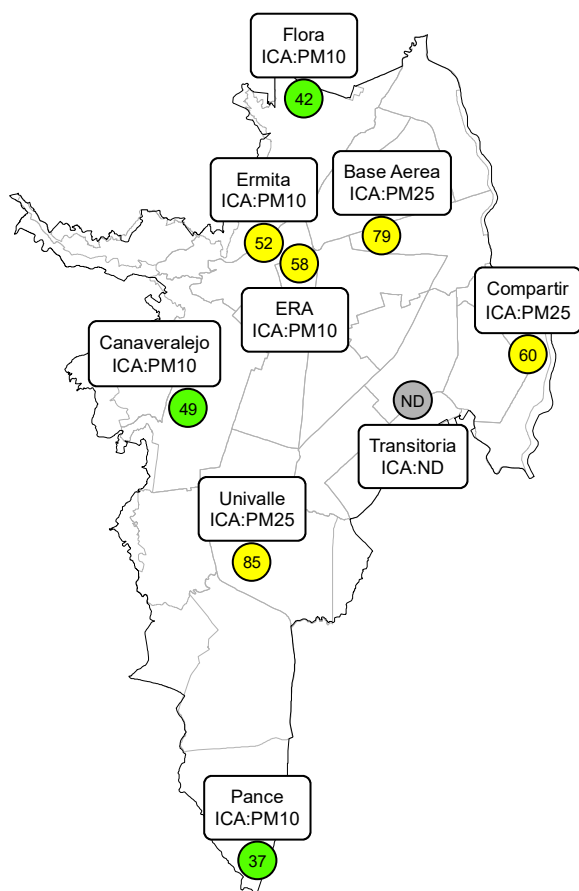 Flora
ICA:PM10
42
Ermita
ICA:PM10
52
Base Aerea
ICA:PM25
79
58
ERA
ICA:PM10
Compartir
ICA:PM25
60
Canaveralejo
ICA:PM10
49
ND
Transitoria
ICA:ND
Univalle
ICA:PM25
85
Pance
ICA:PM10
37